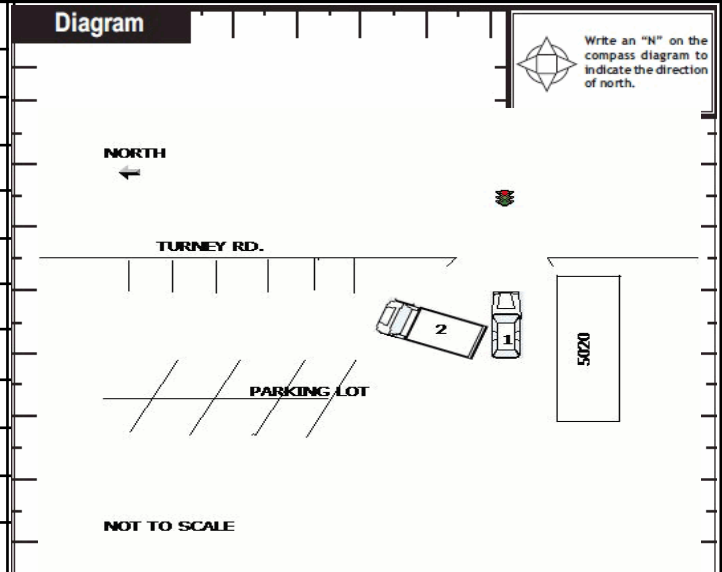 Diagram
Write an “N” on the
compass diagram to
indicate the direction
of north.
NORTH
TURNEY RD.
2
1
5020
PARKING LOT
NOT TO SCALE